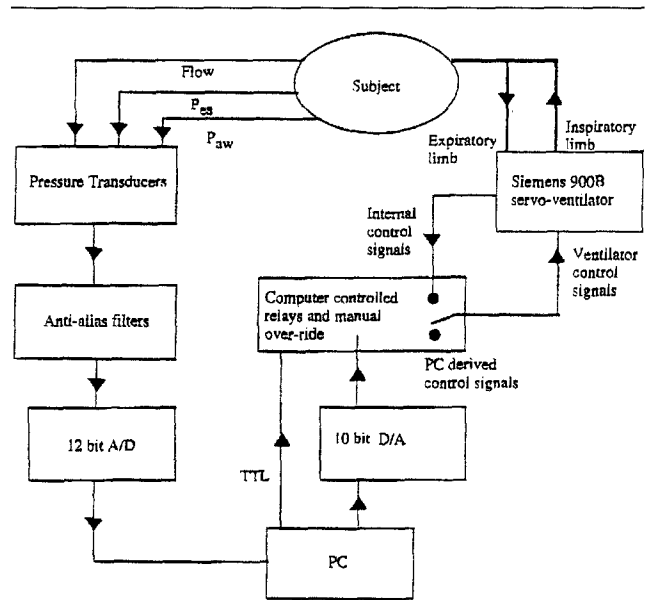 Flow
Subject
Pes
Paw
Expiratory
limb
Inspiratory
limb
Pressure Transducers
Siemens 900B
servo-ventilator
Internal
control
signals
Ventilator
control
signals
Computer controlled
relays and manual
over-ride
Anti-alias filters
PC derived
control signals
12 bit A/D
10 bit D/A
TTL
PC